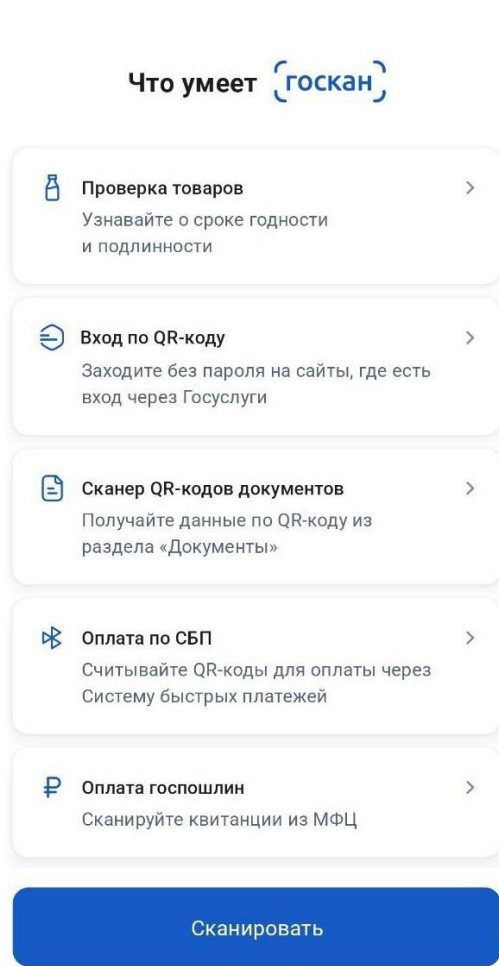 Что умеет госкан
Проверка товаров
Узнавайте о сроке годности
и подлинности
Вход по QR-коду
Заходите без пароля на сайты, где есть
вход через Госуслуги
Сканер QR-кодов документов
Получайте данные по QR-коду из
раздела «Документы»
Оплата по СБП
Считывайте QR-коды для оплаты через
Систему быстрых платежей
Оплата госпошлин
Сканируйте квитанции из МФЦ
Сканировать